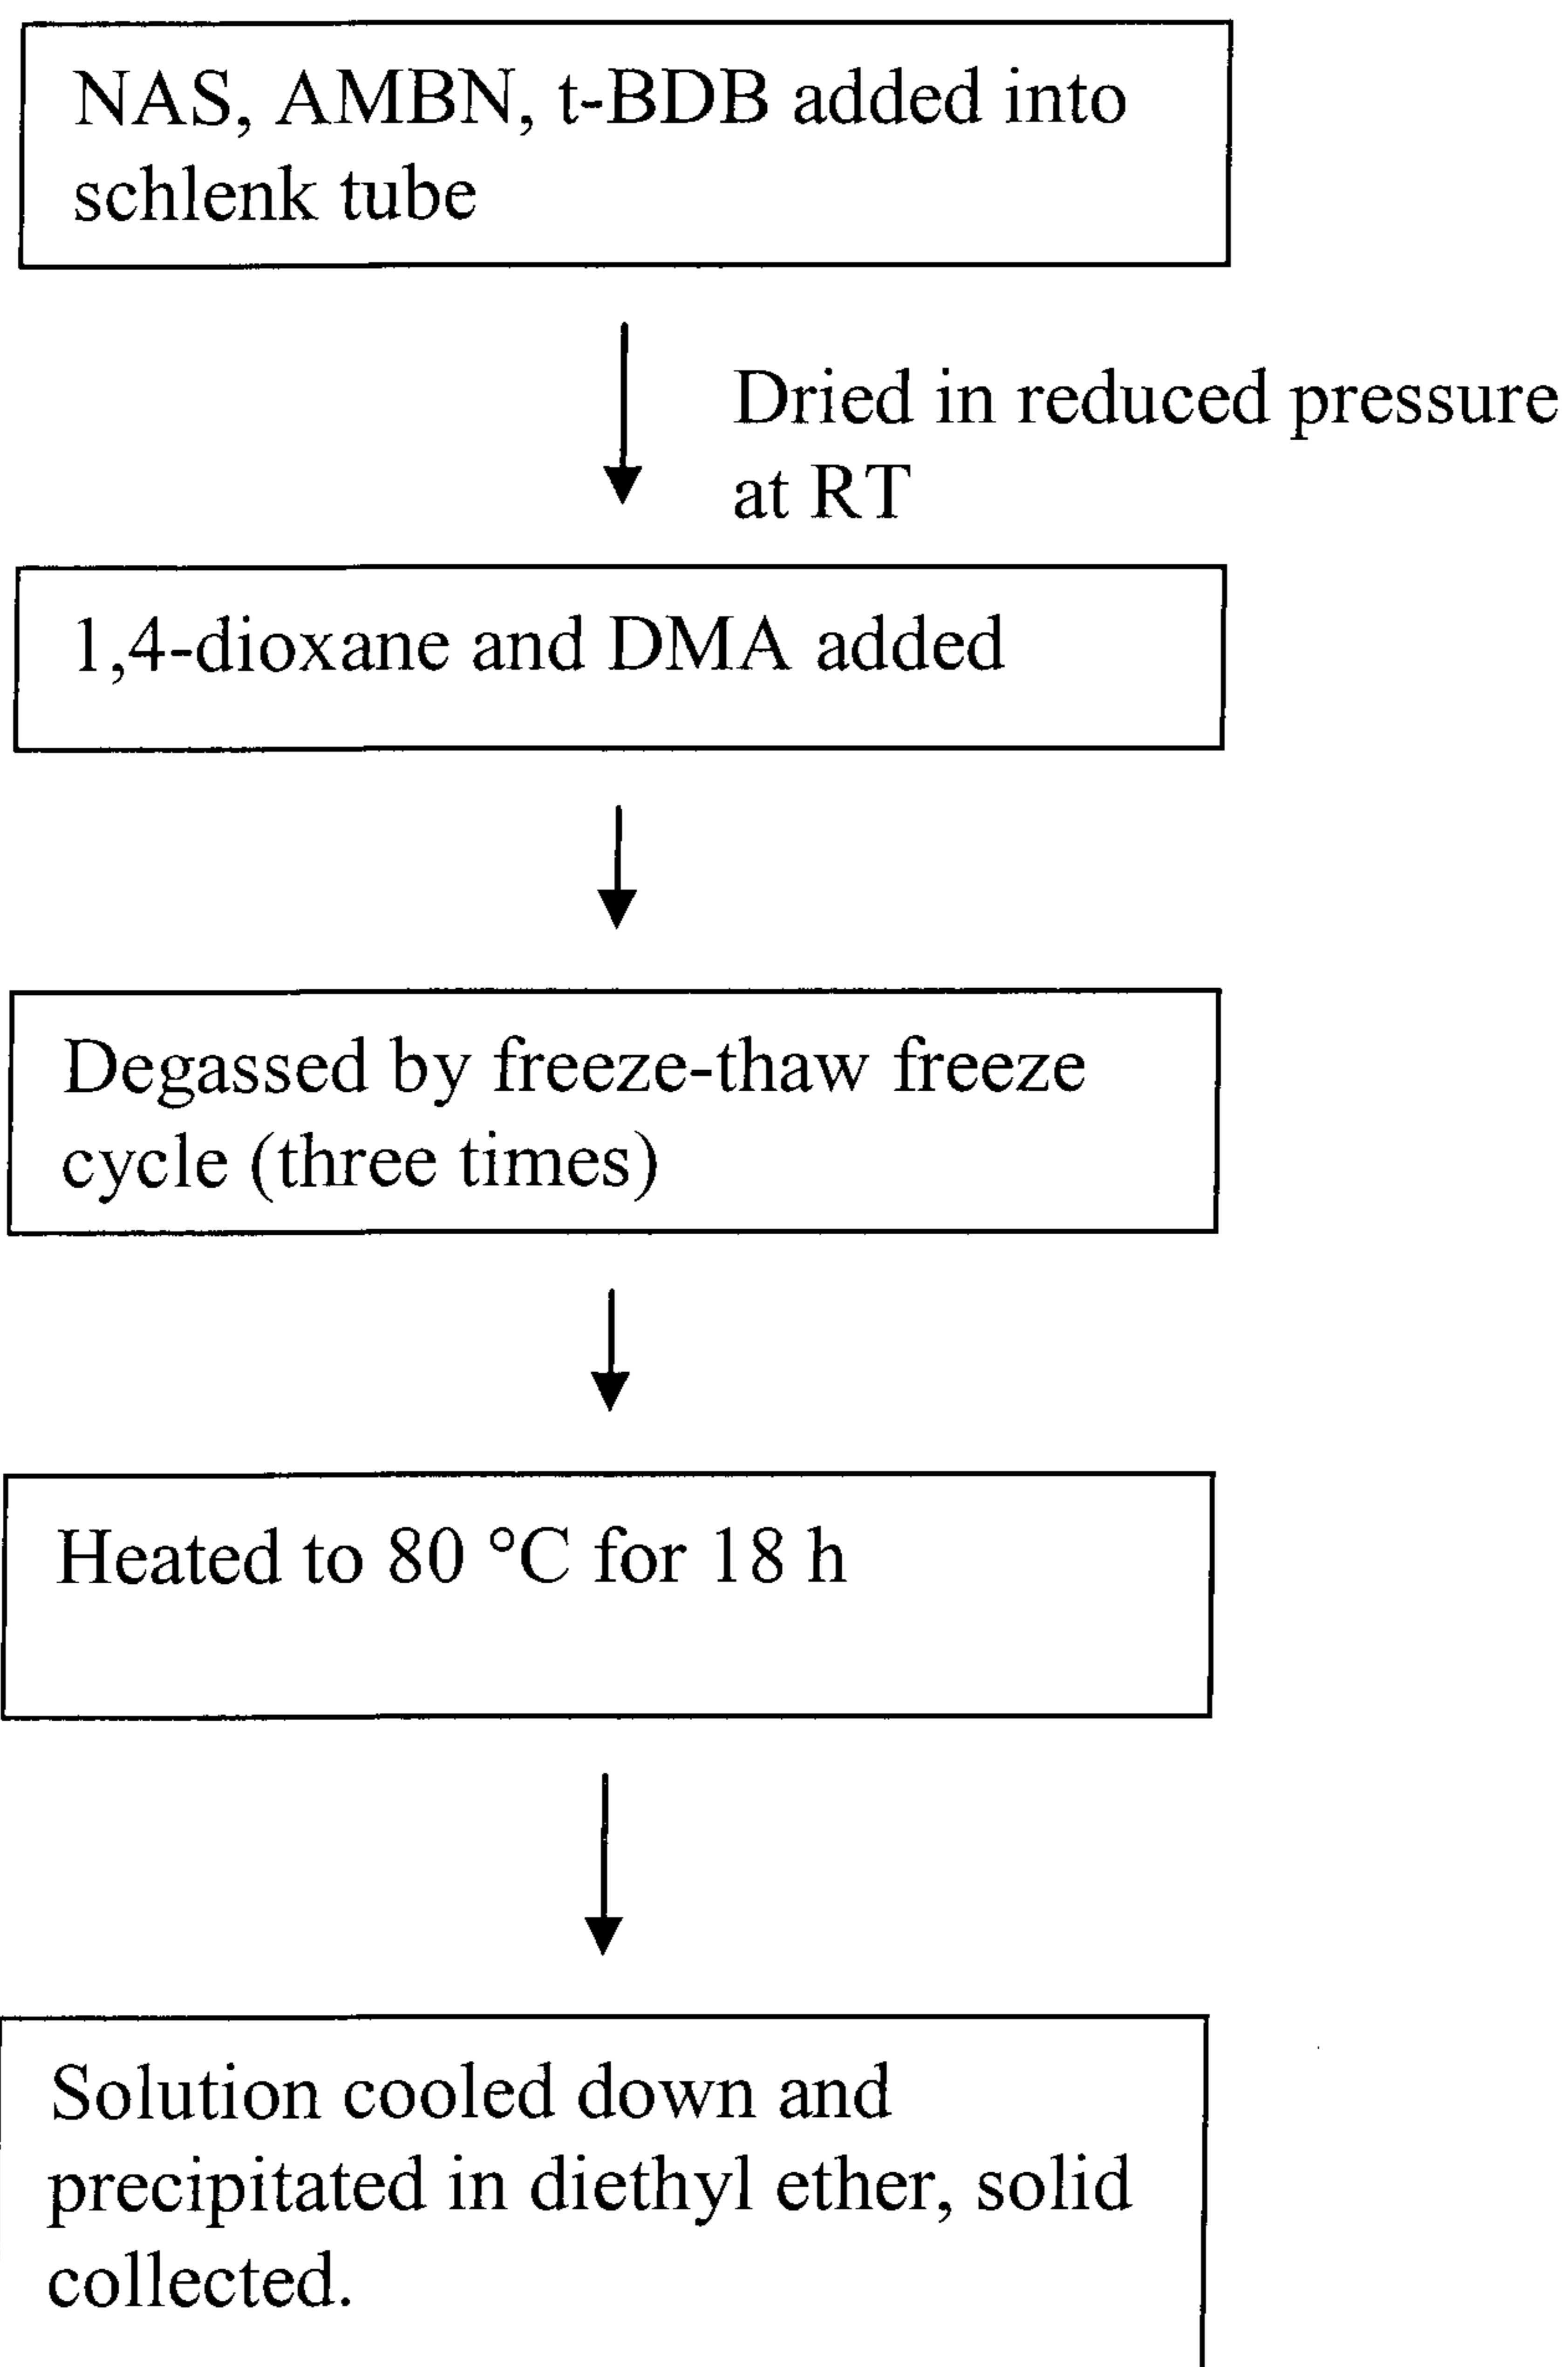 NAS, AMBN, t-BDB added into
schlenk tube
Dried in reduced pressure
at RT
1,4-dioxane and DMA added
Degassed by freeze-thaw freeze
cycle (three times)
Heated to 80 °C for 18 h
Solution cooled down and
precipitated in diethyl ether, solid
collected.